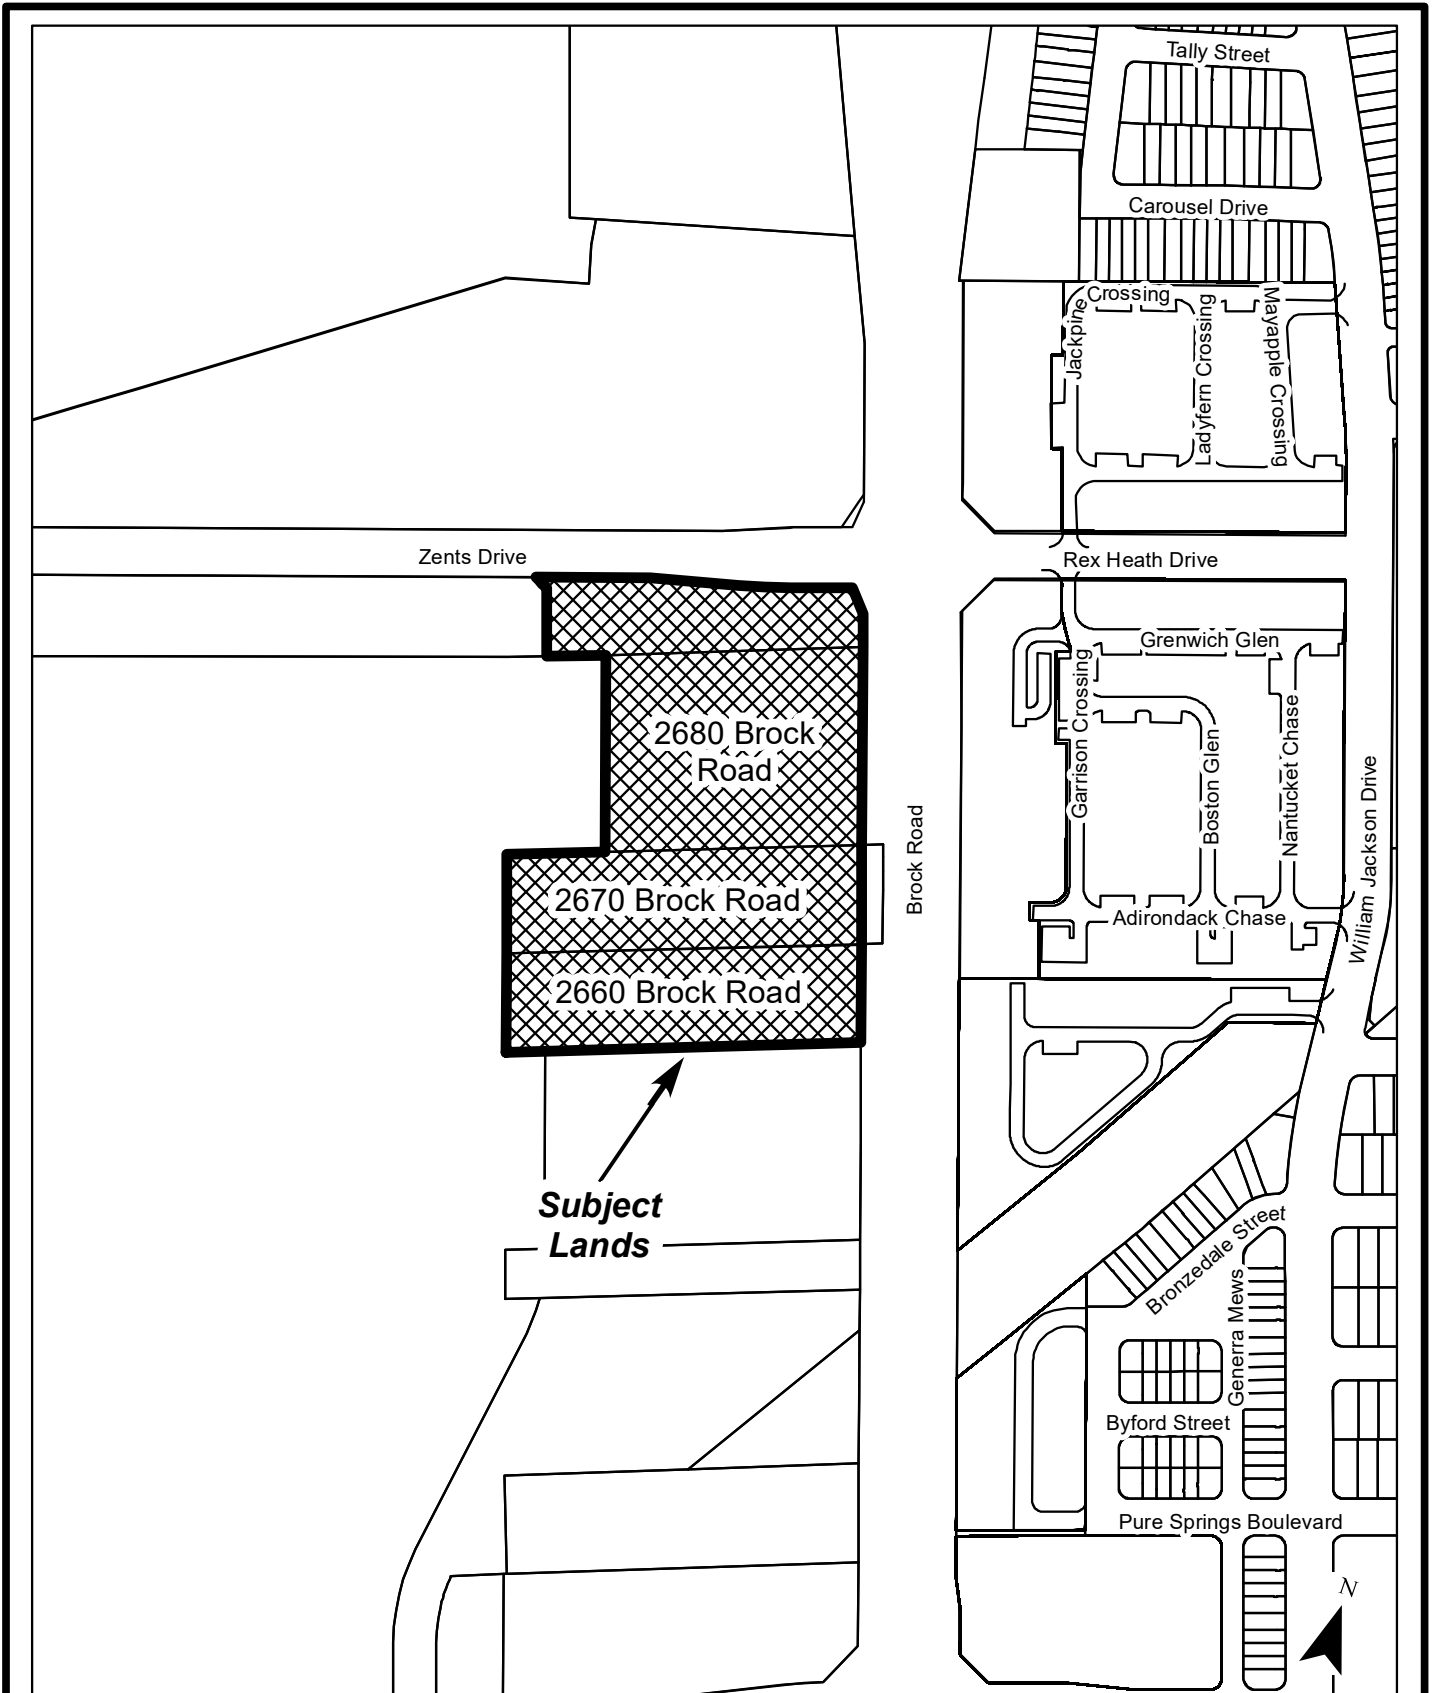 Tally Street
Carousel Drive
Crossing
Jackpine
Ladyfern Crossing
Mayapple Crossing
Zents Drive
Rex Heath Drive
Grenwich Glen
2680 Brock
Road
Garrison Crossing
Boston Glen
Nantucket Chase
William Jackson Drive
Brock Road
2670 Brock Road
Adirondack Chase
2660 Brock Road
Subject
Lands
Bronzedale Street
Generra Mews
Byford Street
Pure Springs Boulevard
N